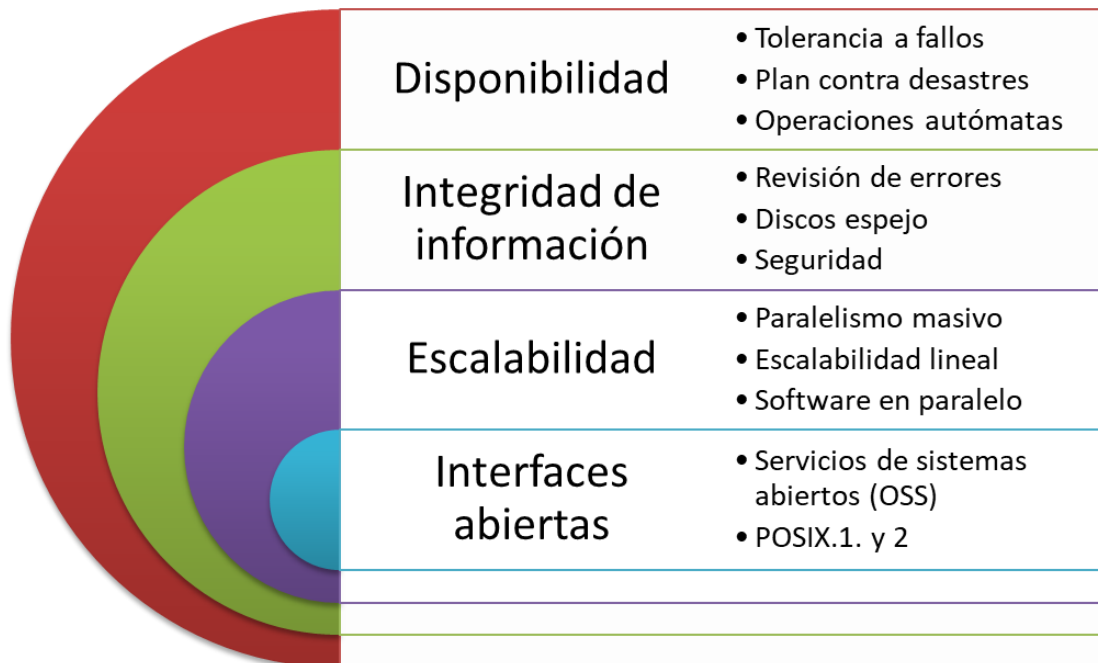 Disponibilidad
• Tolerancia a fallos
• Plan contra desastres
• Operaciones autómatas
Integridad de
información
• Revisión de errores
• Discos espejo
• Seguridad
Escalabilidad
• Paralelismo masivo
• Escalabilidad lineal
• Software en paralelo
Interfaces
abiertas
• Servicios de sistemas
abiertos (OSS)
• POSIX.1. y 2